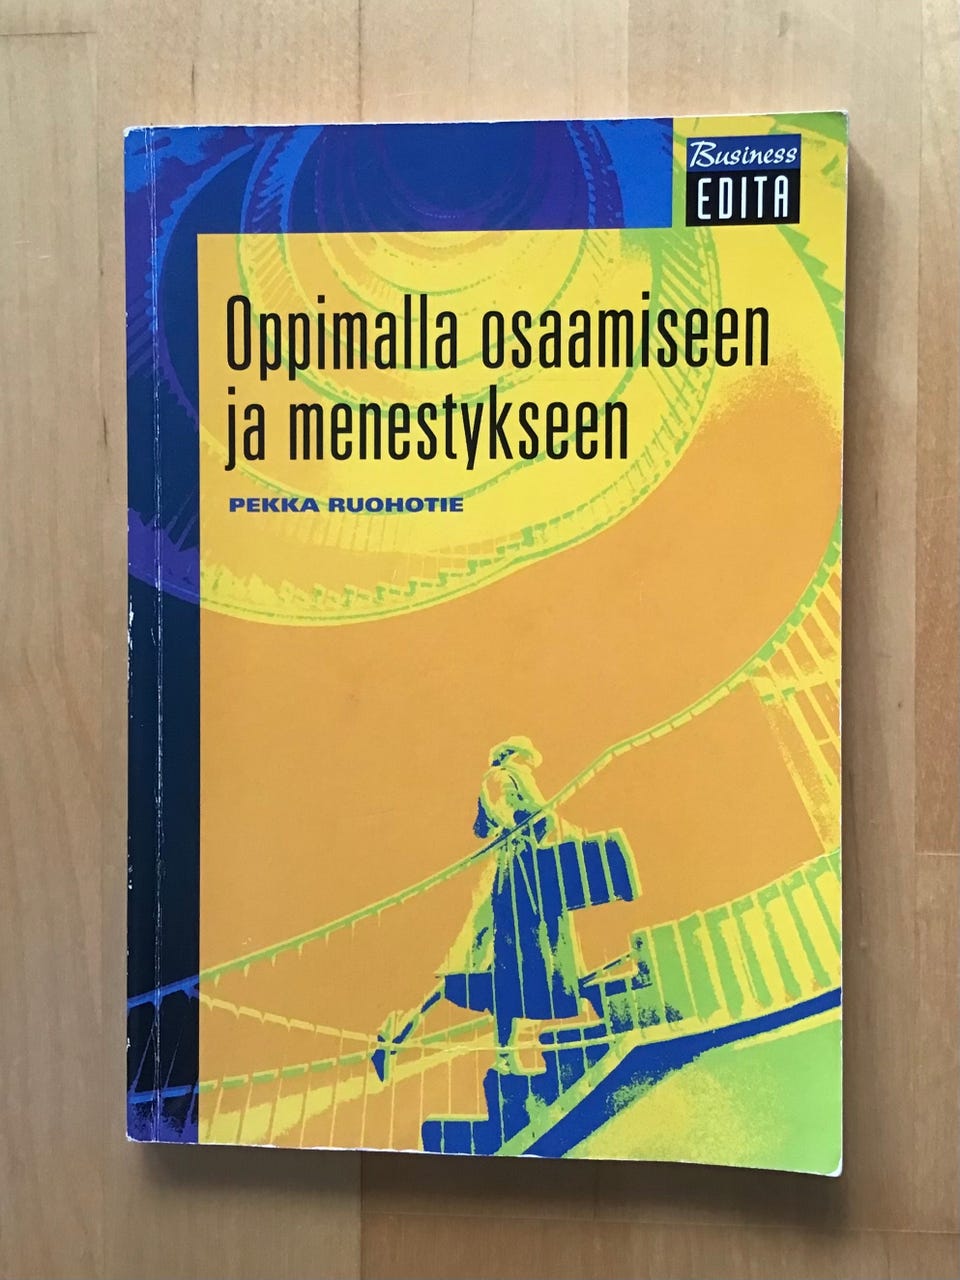 Business
EDITA
Oppimalla osaamiseen
ja menestykseen
PEKKA RUOHOTIE